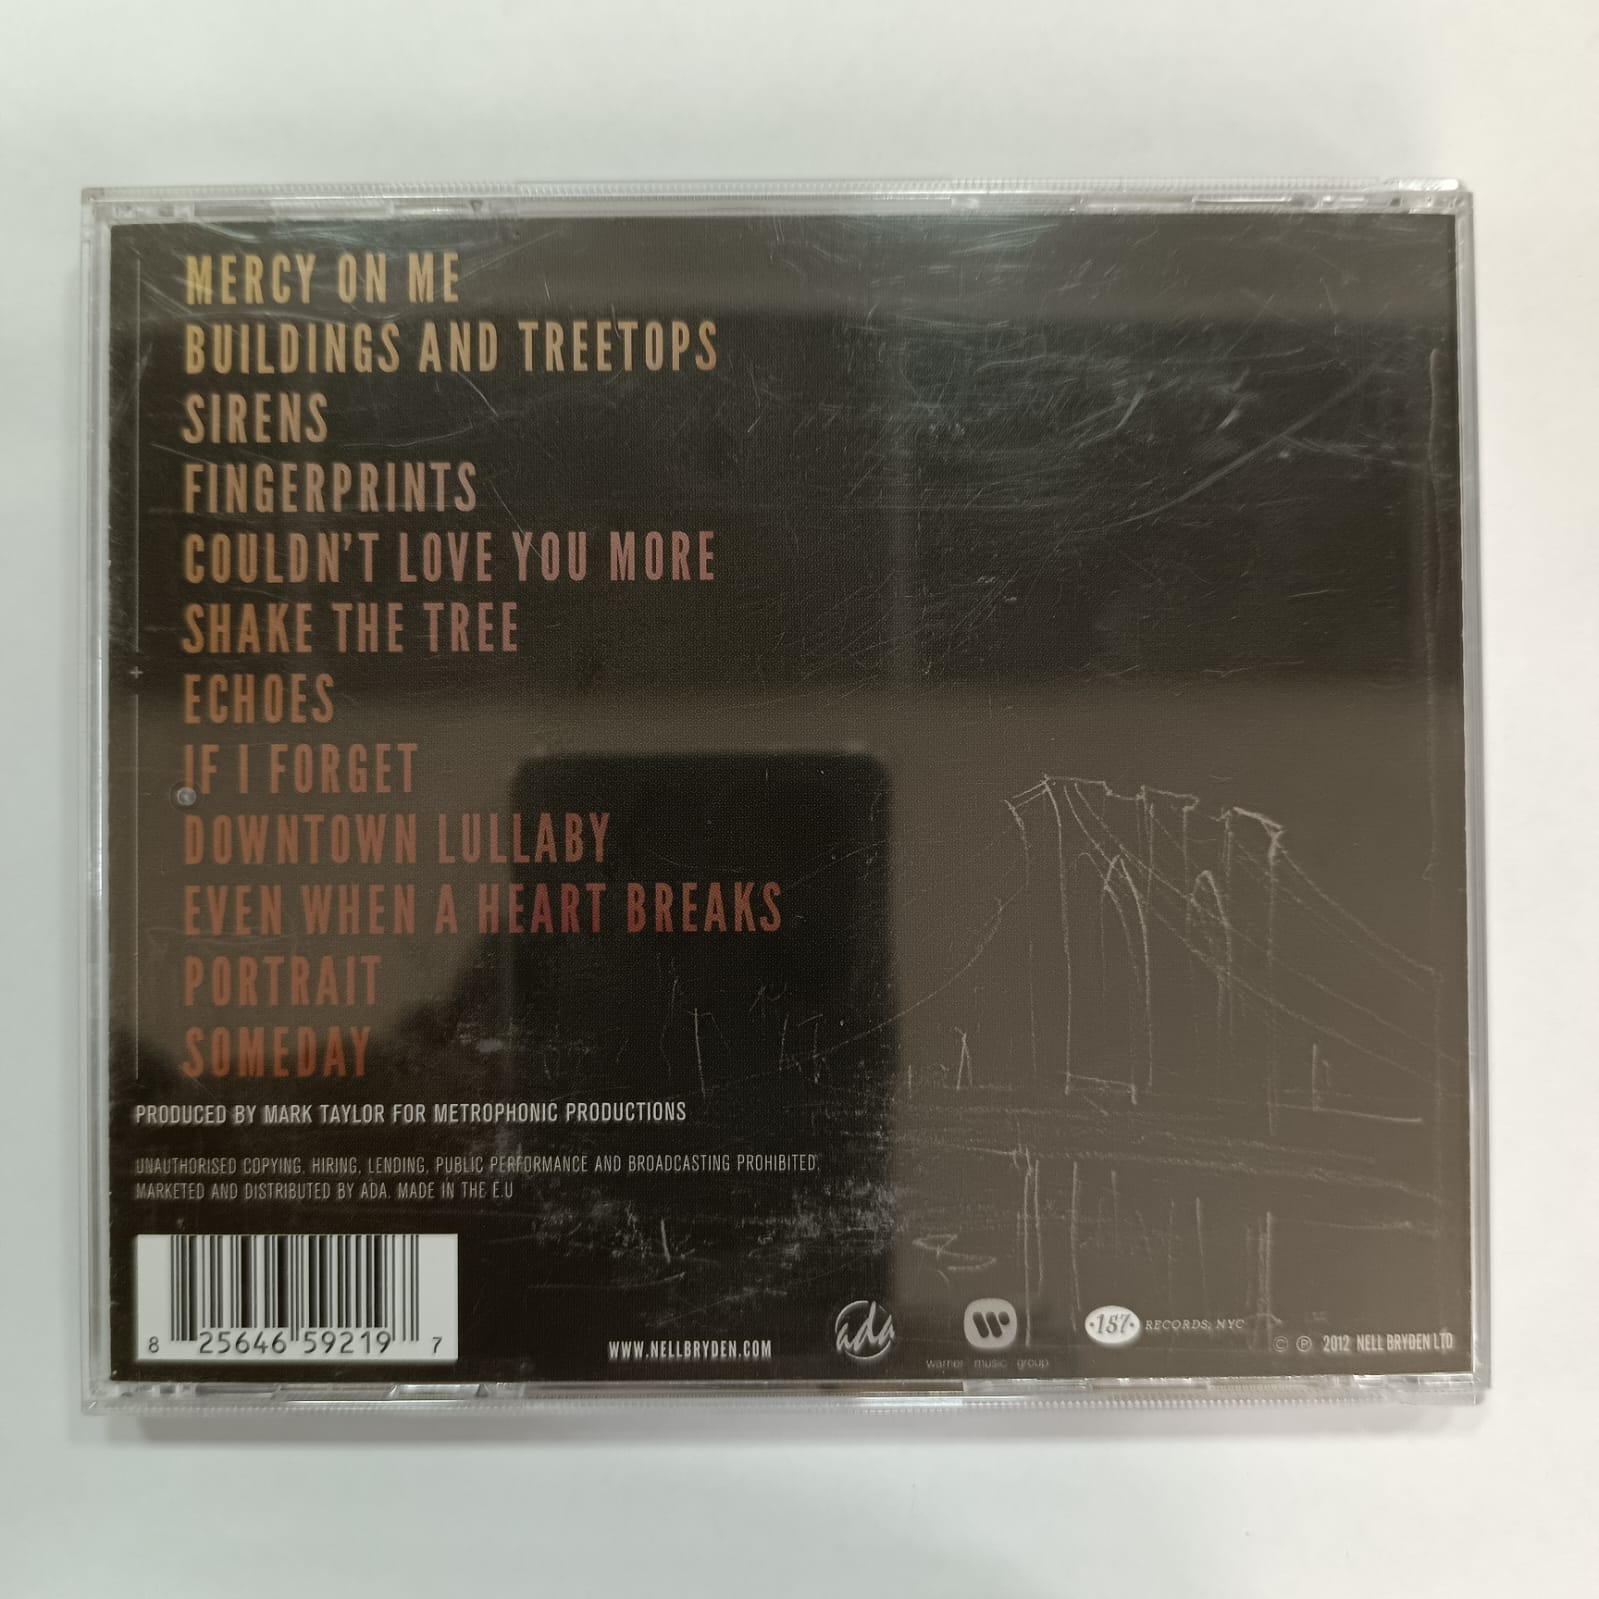 MERCY ON ME
BUILDINGS AND TREETOPS
SIRENS
FINGERPRINTS
COULDN'T LOVE YOU MORE
SHAKE THE TREE
ECHOES
IF I FORGET
DOWNTOWN LULLABY
EVEN WHEN A HEART BREAKS
PORTRAIT
SOMEDAY
PRODUCED BY MARK TAYLOR FOR METROPHONIC PRODUCTIONS
UNAUTHORISED COPYING, HIRING, LENDING, PUBLIC PERFORMANCE AND BROADCASTING PROHIBITED.
MARKETED AND DISTRIBUTED BY ADA. MADE IN THE E.U
8 25646 59219 7
WWW.NELLBRYDEN.COM
ada
warner music group
·157· RECORDS, NYC
© ℗ 2012 NELL BRYDEN LTD